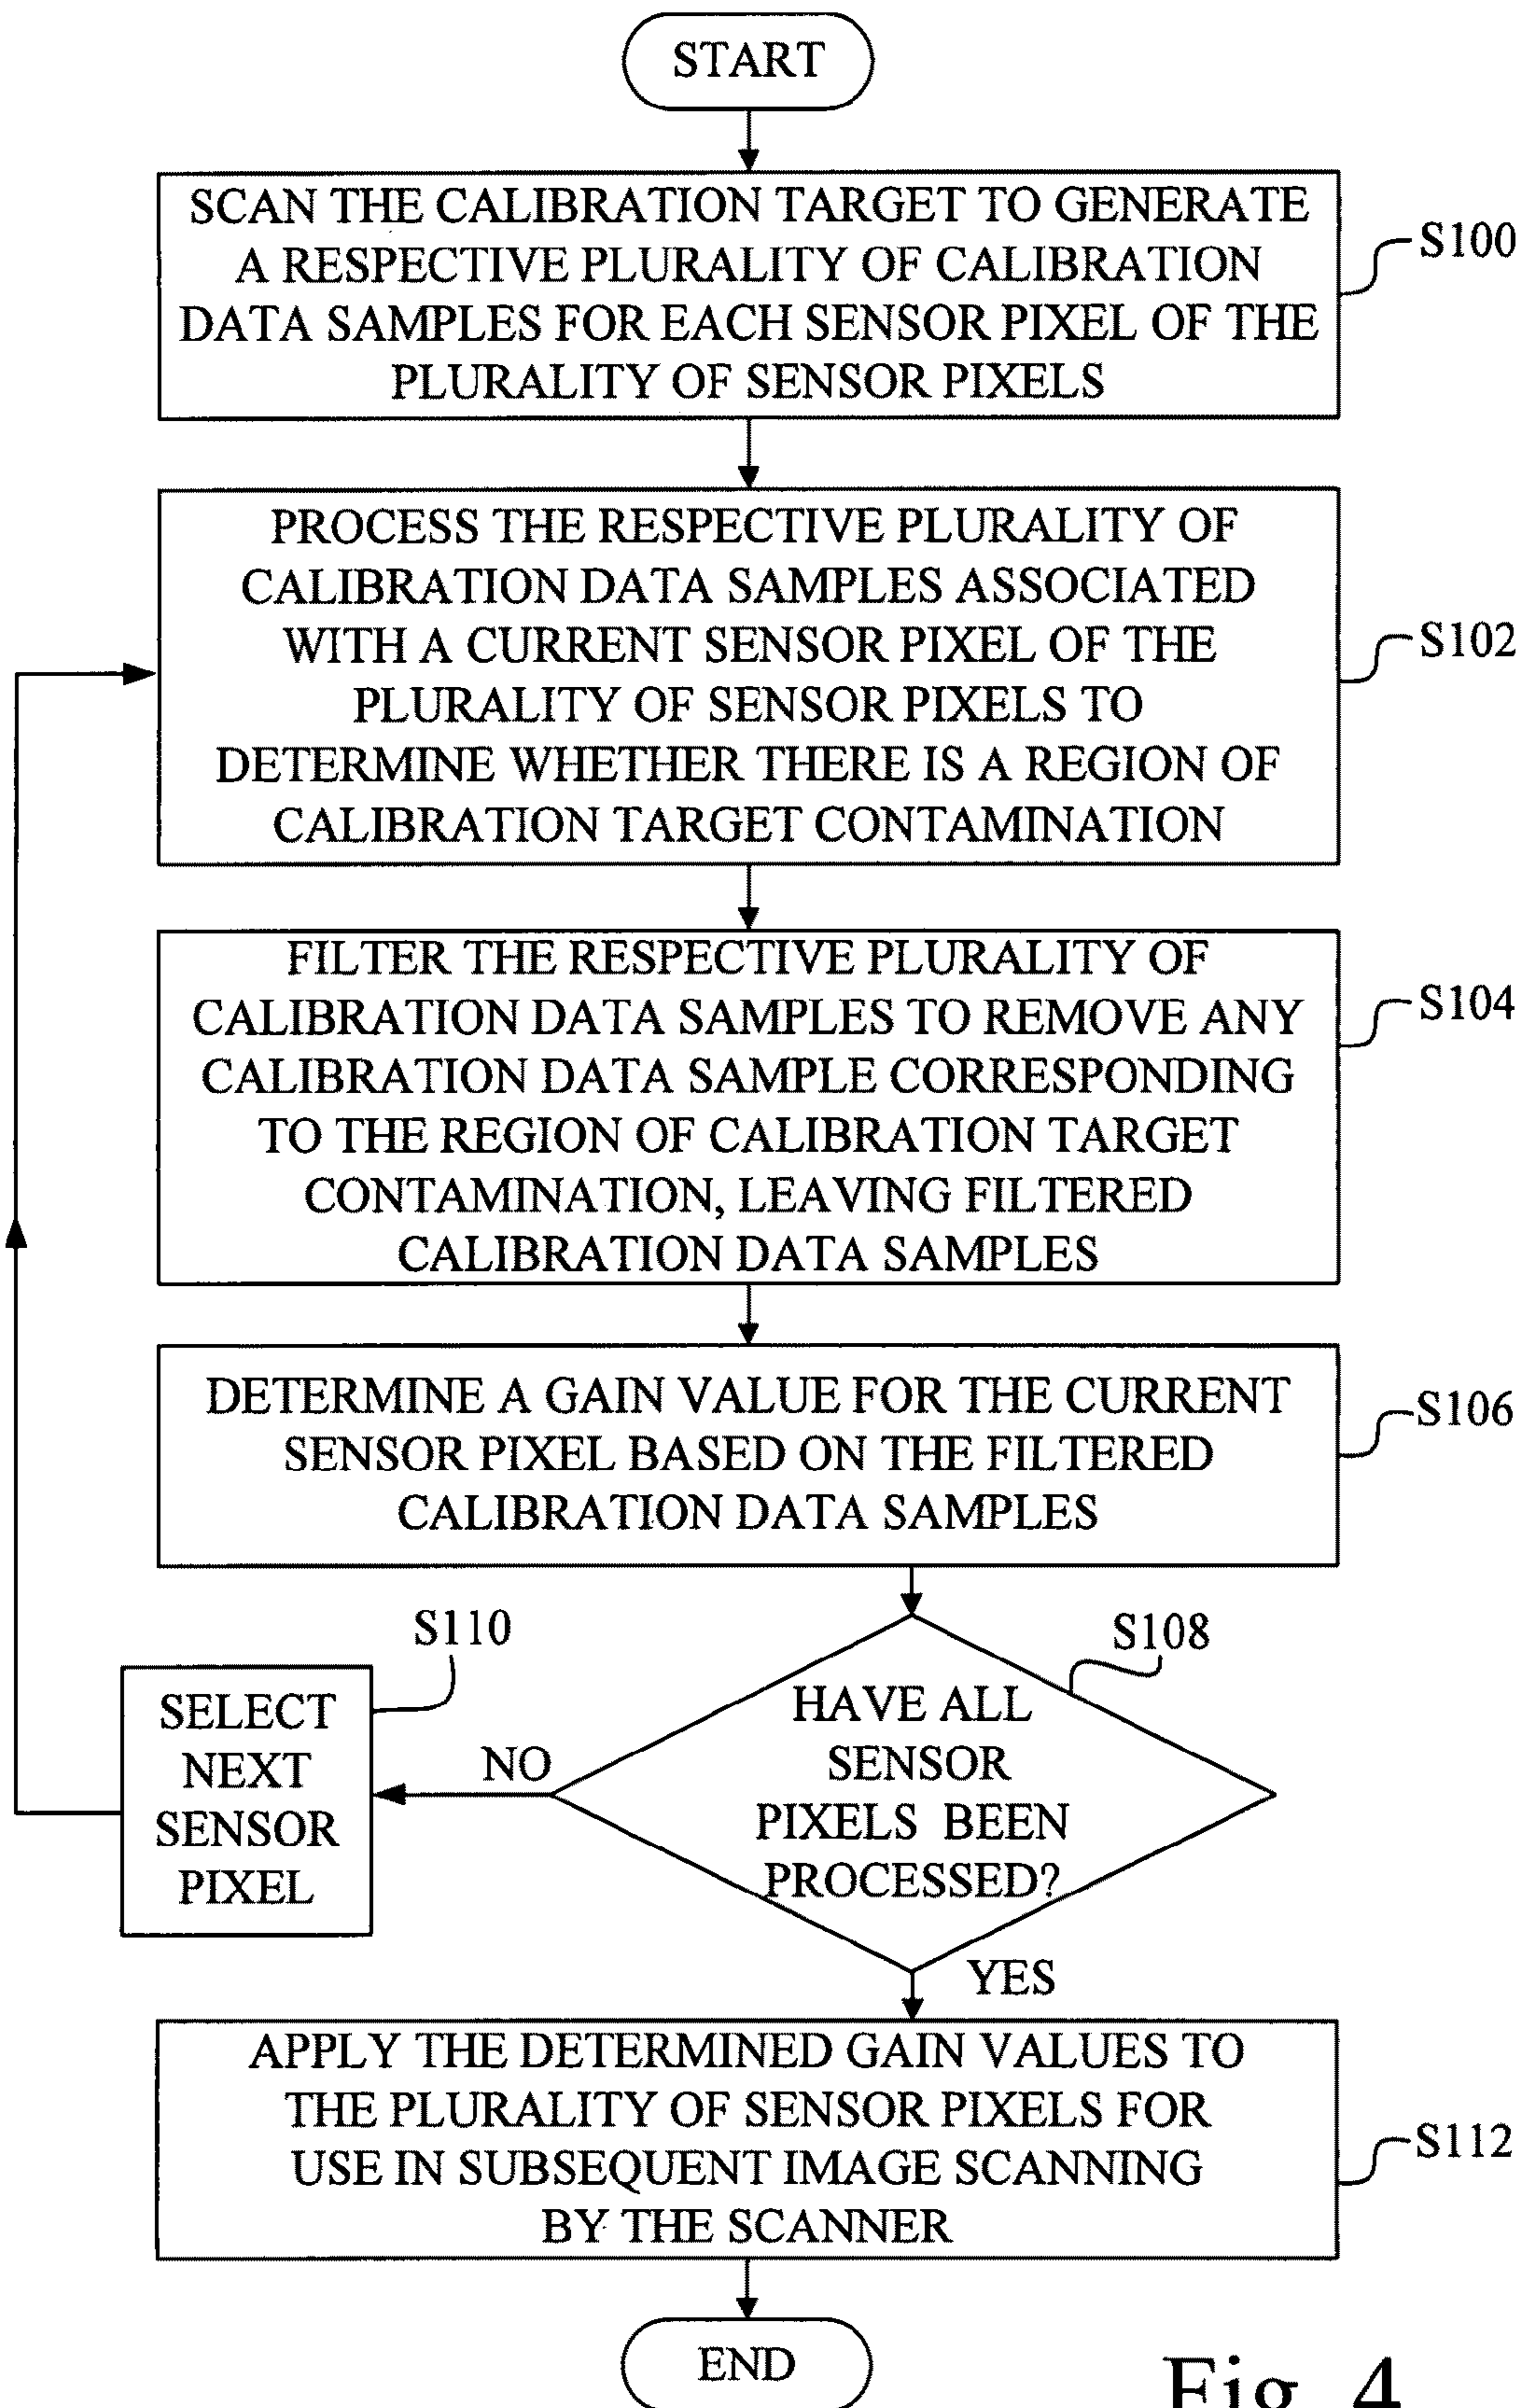 START
SCAN THE CALIBRATION TARGET TO GENERATE
A RESPECTIVE PLURALITY OF CALIBRATION
DATA SAMPLES FOR EACH SENSOR PIXEL OF THE
PLURALITY OF SENSOR PIXELS
S100
PROCESS THE RESPECTIVE PLURALITY OF
CALIBRATION DATA SAMPLES ASSOCIATED
WITH A CURRENT SENSOR PIXEL OF THE
PLURALITY OF SENSOR PIXELS TO
DETERMINE WHETHER THERE IS A REGION OF
CALIBRATION TARGET CONTAMINATION
S102
FILTER THE RESPECTIVE PLURALITY OF
CALIBRATION DATA SAMPLES TO REMOVE ANY
CALIBRATION DATA SAMPLE CORRESPONDING
TO THE REGION OF CALIBRATION TARGET
CONTAMINATION, LEAVING FILTERED
CALIBRATION DATA SAMPLES
S104
DETERMINE A GAIN VALUE FOR THE CURRENT
SENSOR PIXEL BASED ON THE FILTERED
CALIBRATION DATA SAMPLES
S106
S110
SELECT
NEXT
SENSOR
PIXEL
NO
S108
HAVE ALL
SENSOR
PIXELS BEEN
PROCESSED?
YES
APPLY THE DETERMINED GAIN VALUES TO
THE PLURALITY OF SENSOR PIXELS FOR
USE IN SUBSEQUENT IMAGE SCANNING
BY THE SCANNER
S112
END
Fig. 4